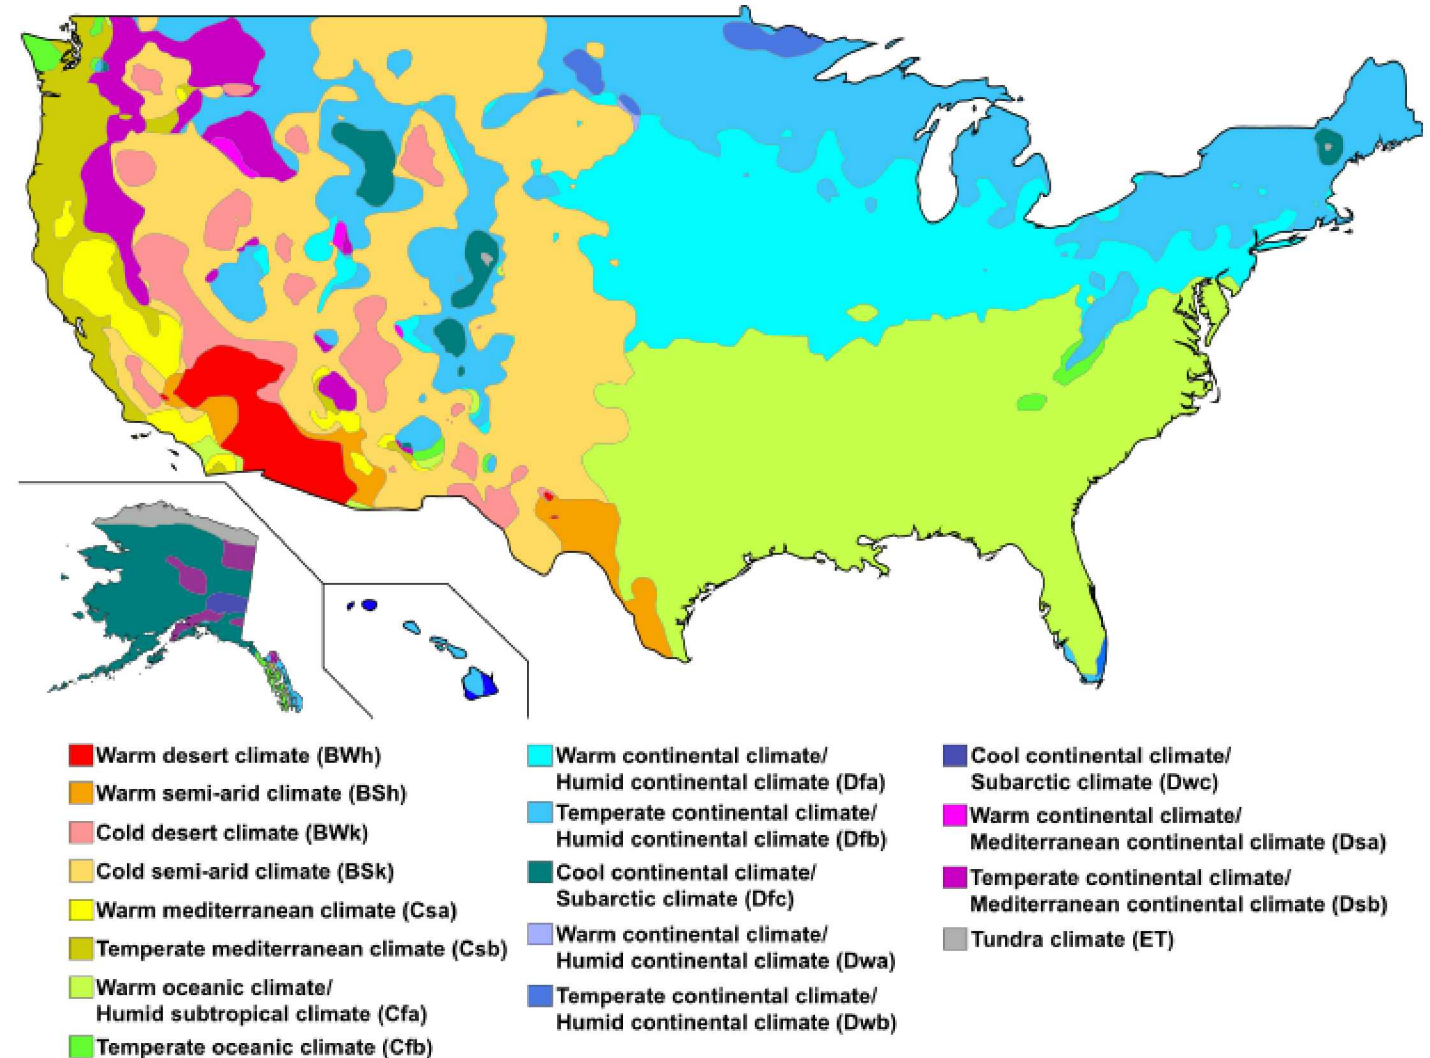 Warm desert climate (BWh)
Warm semi-arid climate (BSh)
Cold desert climate (BWk)
Cold semi-arid climate (BSk)
Warm mediterranean climate (Csa)
Temperate mediterranean climate (Csb)
Warm oceanic climate/
Humid subtropical climate (Cfa)
Temperate oceanic climate (Cfb)
Warm continental climate/
Humid continental climate (Dfa)
Temperate continental climate/
Humid continental climate (Dfb)
Cool continental climate/
Subarctic climate (Dfc)
Warm continental climate/
Humid continental climate (Dwa)
Temperate continental climate/
Humid continental climate (Dwb)
Cool continental climate/
Subarctic climate (Dwc)
Warm continental climate/
Mediterranean continental climate (Dsa)
Temperate continental climate/
Mediterranean continental climate (Dsb)
Tundra climate (ET)